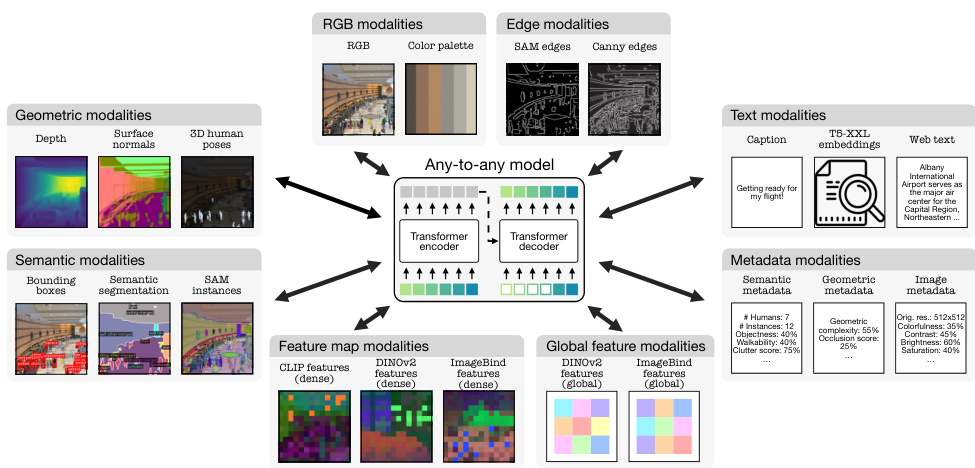 RGB modalities
RGB
Color palette
Edge modalities
SAM edges
Canny edges
Geometric modalities
Depth
Surface
normals
3D human
poses
Text modalities
Caption
T5-XXL
embeddings
Web text
Getting ready for
my flight!
Albany
International
Airport serves as
the major air
center for the
Capital Region,
Northeastern ...
Any-to-any model
Transformer
encoder
Transformer
decoder
Semantic modalities
Bounding
boxes
Semantic
segmentation
SAM
instances
Metadata modalities
Semantic
metadata
Geometric
metadata
Image
metadata
# Humans: 7
# Instances: 12
Objectness: 40%
Walkability: 40%
Clutter score: 75%
...
Geometric
complexity: 55%
Occlusion score:
25%
...
Orig. res.: 512x512
Colorfulness: 35%
Contrast: 45%
Brightness: 60%
Saturation: 40%
...
Feature map modalities
CLIP features
(dense)
DINOv2
features
(dense)
ImageBind
features
(dense)
Global feature modalities
DINOv2
features
(global)
ImageBind
features
(global)